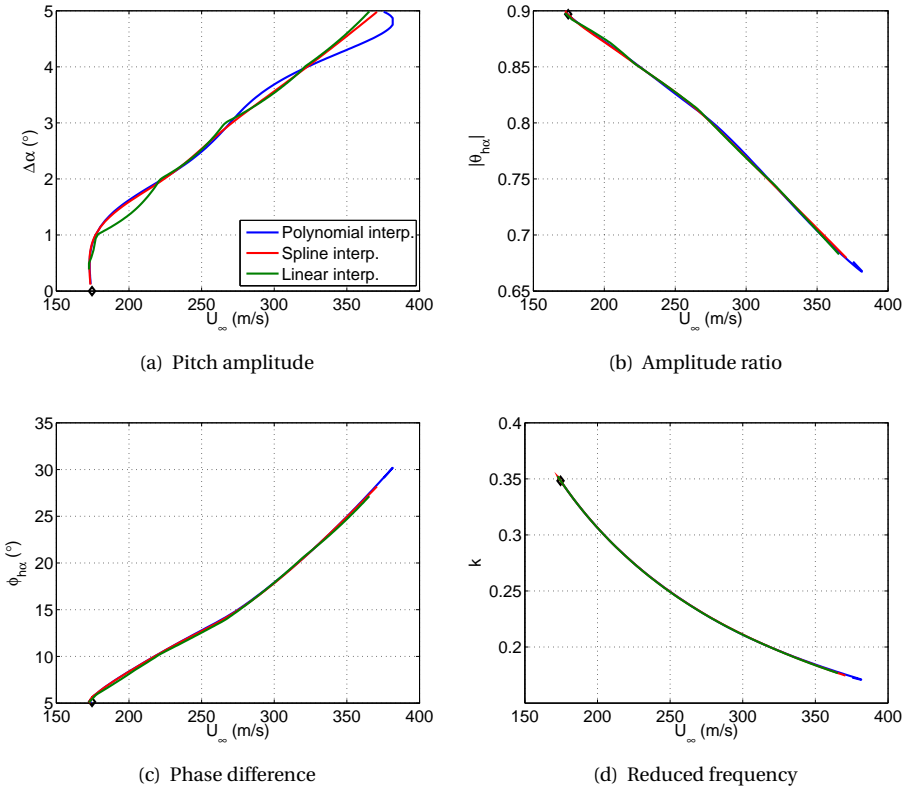 5
4
3
2
1
0
Δα (°)
150 200 250 300 350 400
U∞ (m/s)
Polynomial interp.
Spline interp.
Linear interp.
(a) Pitch amplitude
0.9
0.85
0.8
0.75
0.7
0.65
|θhα|
150 200 250 300 350 400
U∞ (m/s)
(b) Amplitude ratio
35
30
25
20
15
10
5
ϕhα (°)
150 200 250 300 350 400
U∞ (m/s)
(c) Phase difference
0.4
0.35
0.3
0.25
0.2
k
150 200 250 300 350 400
U∞ (m/s)
(d) Reduced frequency